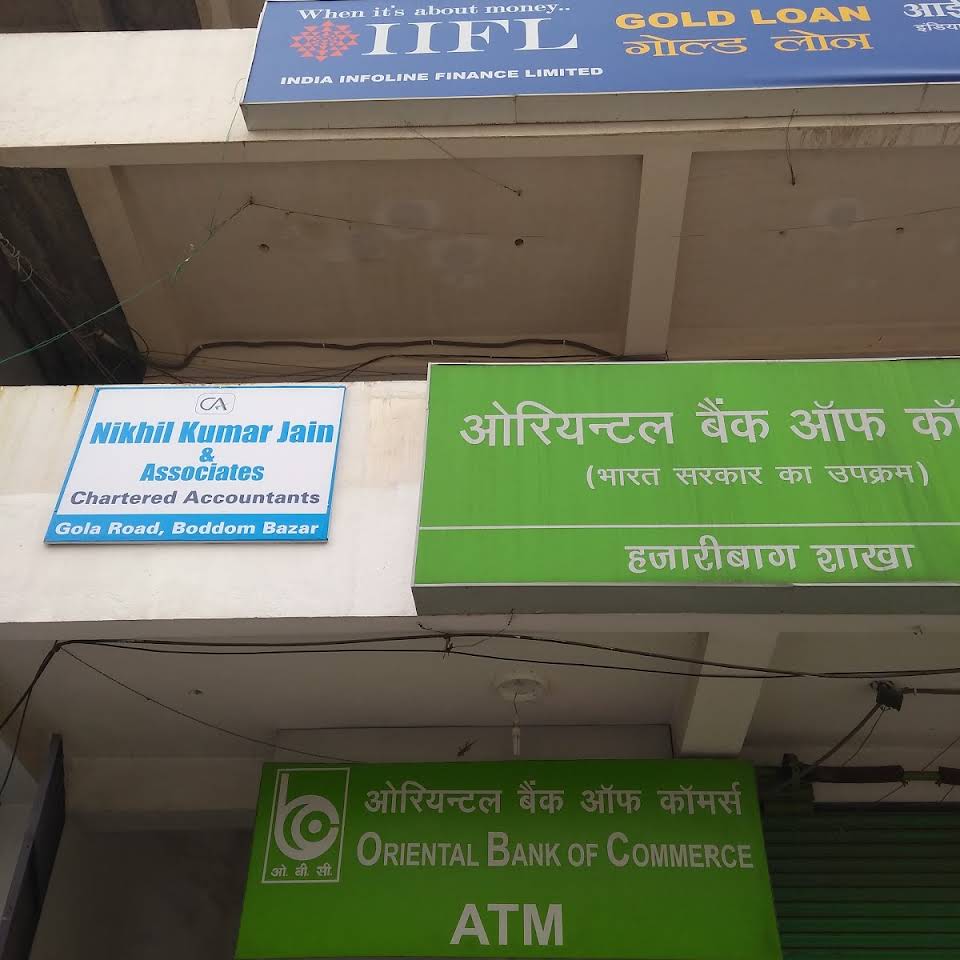 When it's about money..
IIFL
INDIA INFOLINE FINANCE LIMITED
GOLD LOAN
गोल्ड लोन
CA
Nikhil Kumar Jain
&
Associates
Chartered Accountants
Gola Road, Boddom Bazar
ओरियन्टल बैंक ऑफ
(भारत सरकार का उपक्रम)
हजारीबाग शाखा
ओ. बी. सी.
ओरियन्टल बैंक ऑफ कॉमर्स
ORIENTAL BANK OF COMMERCE
ATM